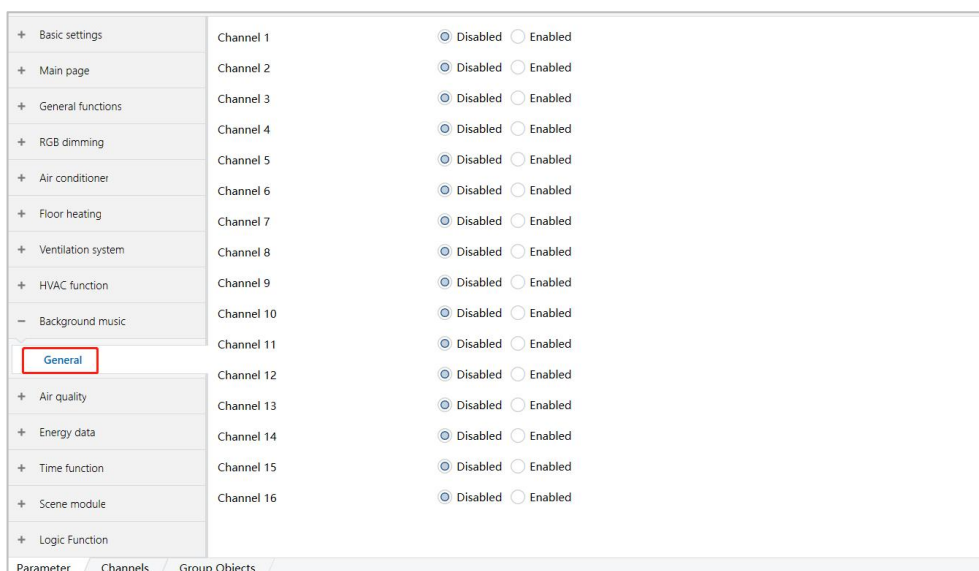 Basic settings
Main page
General functions
RGB dimming
Air conditioner
Floor heating
Ventilation system
HVAC function
Background music
General
Air quality
Energy data
Time function
Scene module
Logic Function
Channel 1 Disabled Enabled
Channel 2 Disabled Enabled
Channel 3 Disabled Enabled
Channel 4 Disabled Enabled
Channel 5 Disabled Enabled
Channel 6 Disabled Enabled
Channel 7 Disabled Enabled
Channel 8 Disabled Enabled
Channel 9 Disabled Enabled
Channel 10 Disabled Enabled
Channel 11 Disabled Enabled
Channel 12 Disabled Enabled
Channel 13 Disabled Enabled
Channel 14 Disabled Enabled
Channel 15 Disabled Enabled
Channel 16 Disabled Enabled
Parameter Channels Group Objects